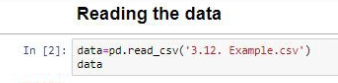 Reading the data
In [2]: data=pd.read_csv('3.12. Example.csv')
data